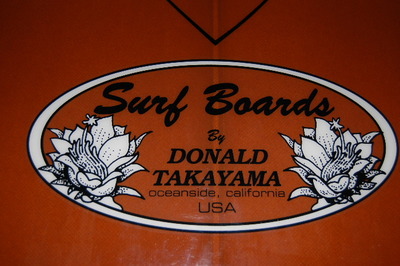 Surf Boards
By
DONALD
TAKAYAMA
oceanside, california
USA